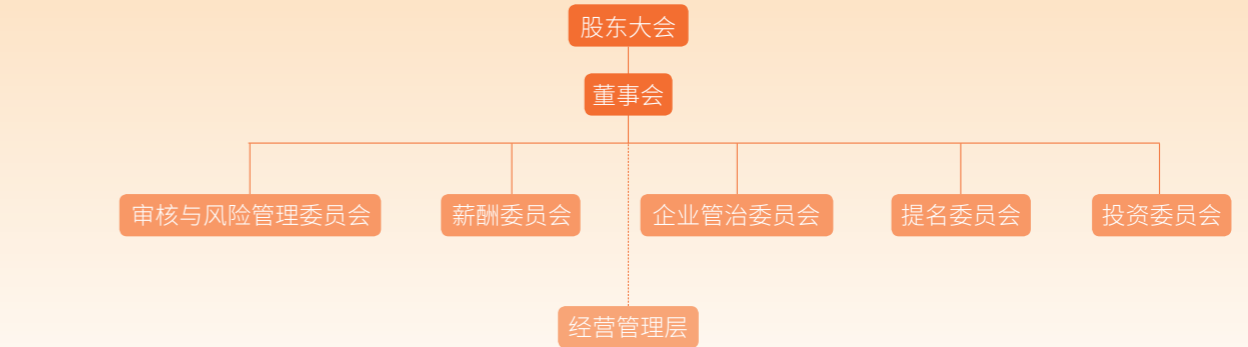 股东大会
董事会
审核与风险管理委员会
薪酬委员会
企业管治委员会
提名委员会
投资委员会
经营管理层